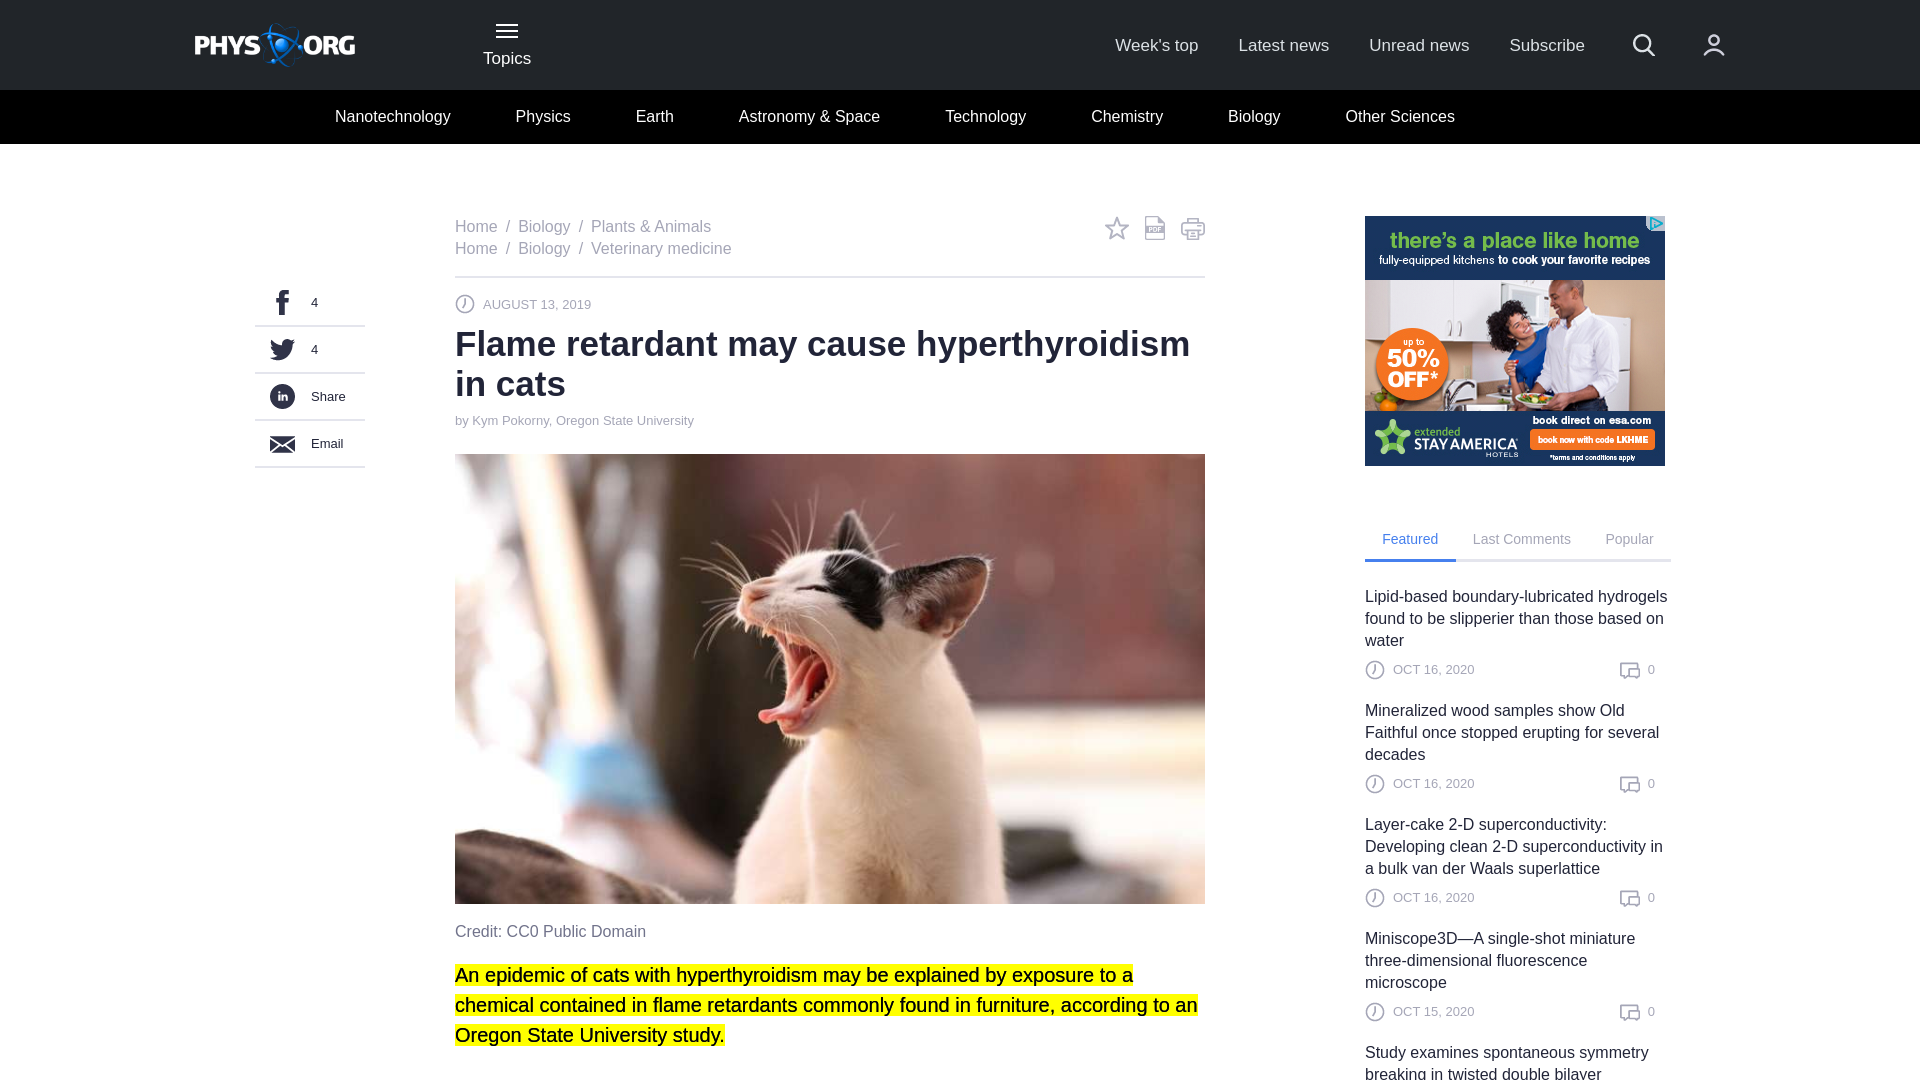 PHYS ORG
Topics
Week's top
Latest news
Unread news
Subscribe
Nanotechnology
Physics
Earth
Astronomy & Space
Technology
Chemistry
Biology
Other Sciences
Home / Biology / Plants & Animals
Home / Biology / Veterinary medicine
PDF
4
4
in Share
Email
AUGUST 13, 2019
Flame retardant may cause hyperthyroidism
in cats
by Kym Pokorny, Oregon State University
Credit: CC0 Public Domain
An epidemic of cats with hyperthyroidism may be explained by exposure to a
chemical contained in flame retardants commonly found in furniture, according to an
Oregon State University study.
there's a place like home
fully-equipped kitchens to cook your favorite recipes
up to
50%
OFF*
extended
STAY AMERICA
HOTELS
book direct on esa.com
book now with code LKHME
*terms and conditions apply
Featured
Last Comments
Popular
Lipid-based boundary-lubricated hydrogels
found to be slipperier than those based on
water
OCT 16, 2020 0
Mineralized wood samples show Old
Faithful once stopped erupting for several
decades
OCT 16, 2020 0
Layer-cake 2-D superconductivity:
Developing clean 2-D superconductivity in
a bulk van der Waals superlattice
OCT 16, 2020 0
Miniscope3D—A single-shot miniature
three-dimensional fluorescence
microscope
OCT 15, 2020 0
Study examines spontaneous symmetry
breaking in twisted double bilayer